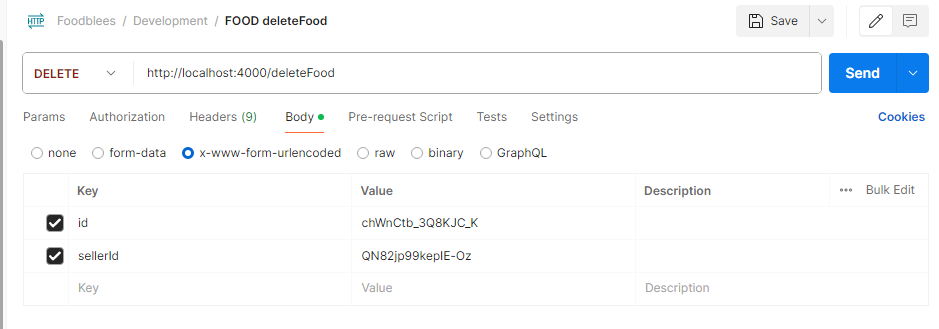 HTTP Foodblees / Development / FOOD deleteFood Save
DELETE http://localhost:4000/deleteFood Send
Params Authorization Headers (9) Body Pre-request Script Tests Settings Cookies
none form-data x-www-form-urlencoded raw binary GraphQL
Key Value Description Bulk Edit
id chWnCtb_3Q8KJC_K
sellerId QN82jp99kepIE-Oz
Key Value Description